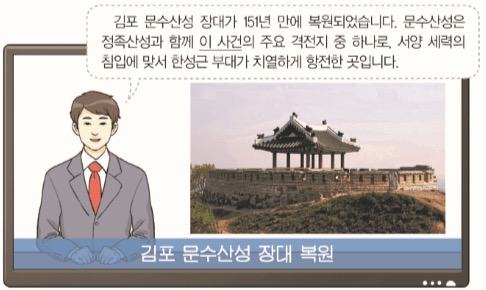 김포 문수산성 장대가 151년 만에 복원되었습니다. 문수산성은
정족산성과 함께 이 사건의 주요 격전지 중 하나로, 서양 세력의
침입에 맞서 한성근 부대가 치열하게 항전한 곳입니다.
김포 문수산성 장대 복원